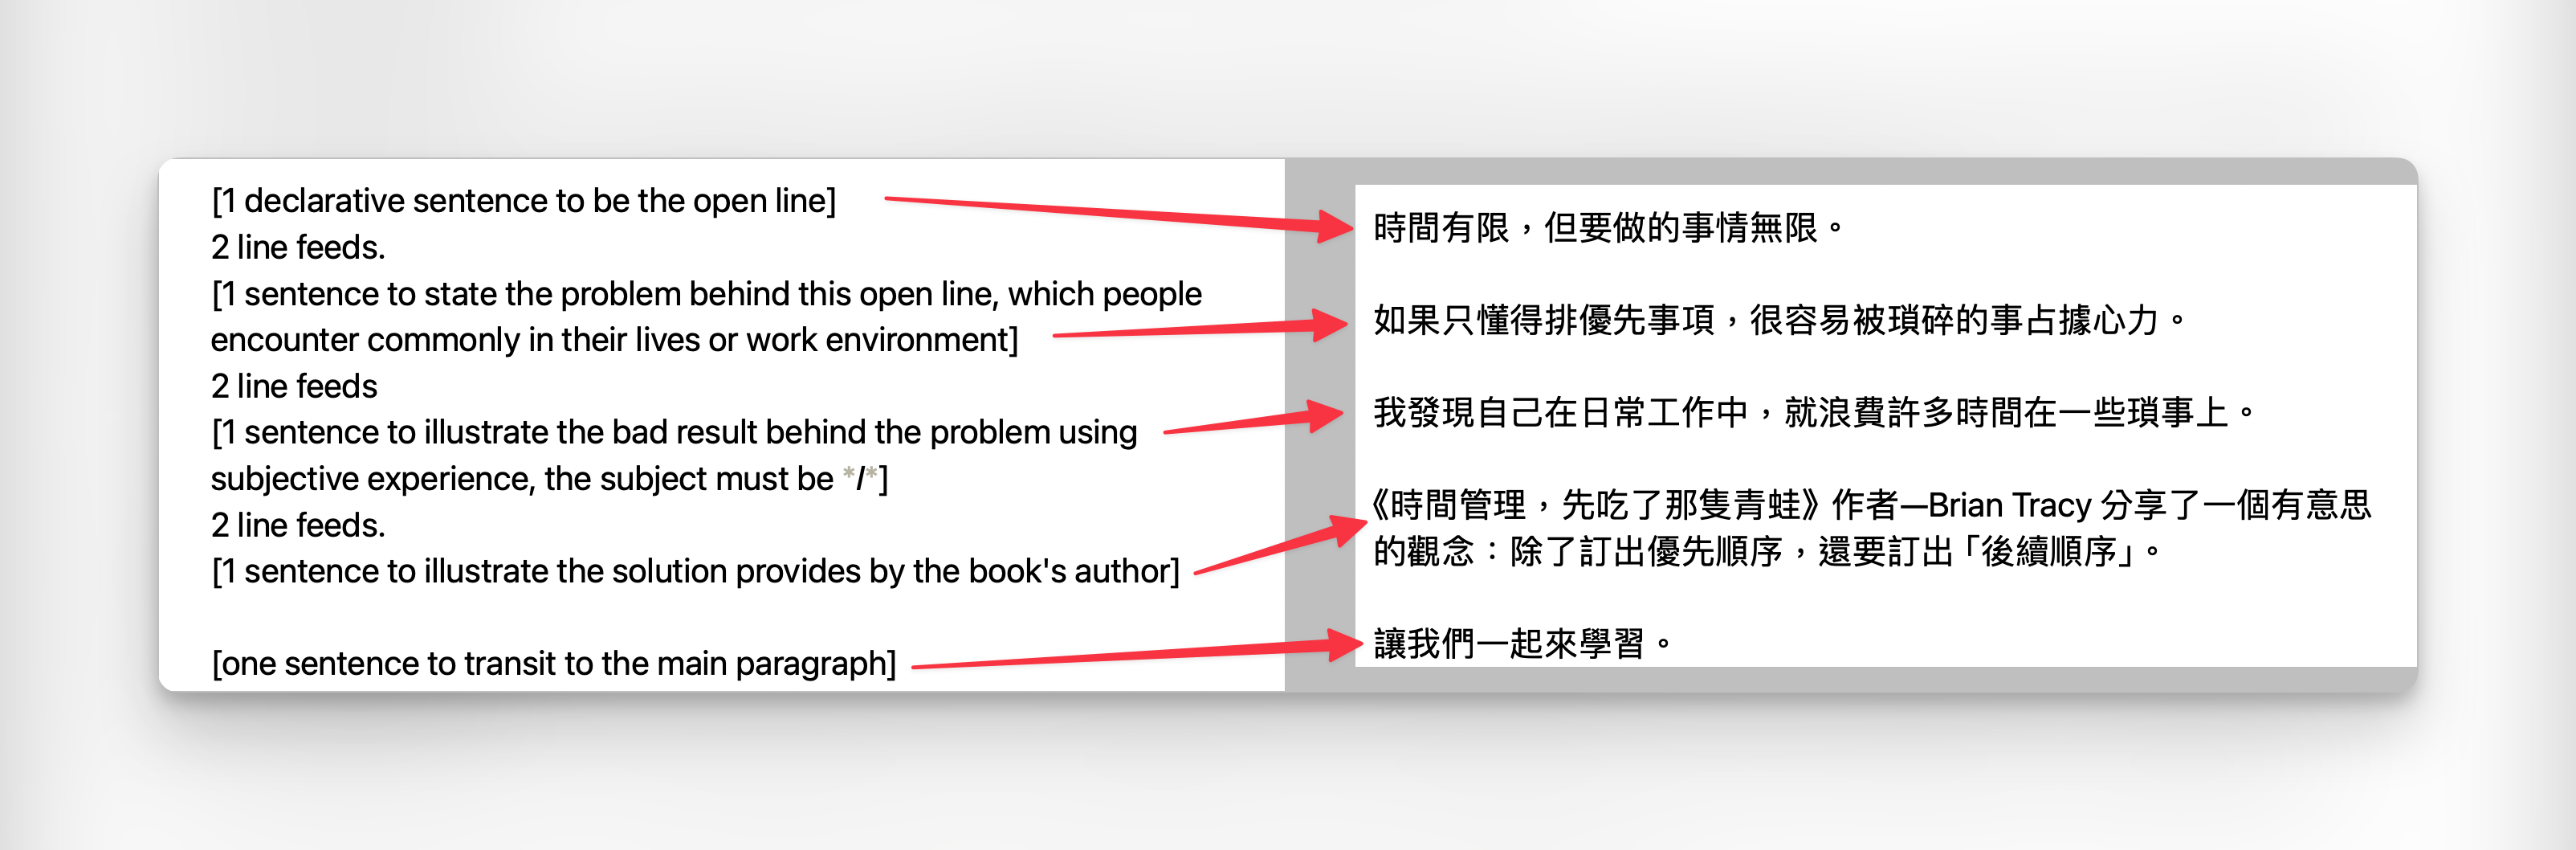 [1 declarative sentence to be the open line]
2 line feeds.
[1 sentence to state the problem behind this open line, which people
encounter commonly in their lives or work environment]
2 line feeds
[1 sentence to illustrate the bad result behind the problem using
subjective experience, the subject must be *I*]
2 line feeds.
[1 sentence to illustrate the solution provides by the book's author]
[one sentence to transit to the main paragraph]
時間有限，但要做的事情無限。
如果只懂得排優先事項，很容易被瑣碎的事占據心力。
我發現自己在日常工作中，就浪費許多時間在一些瑣事上。
《時間管理，先吃了那隻青蛙》作者—Brian Tracy 分享了一個有意思
的觀念：除了訂出優先順序，還要訂出「後續順序」。
讓我們一起來學習。